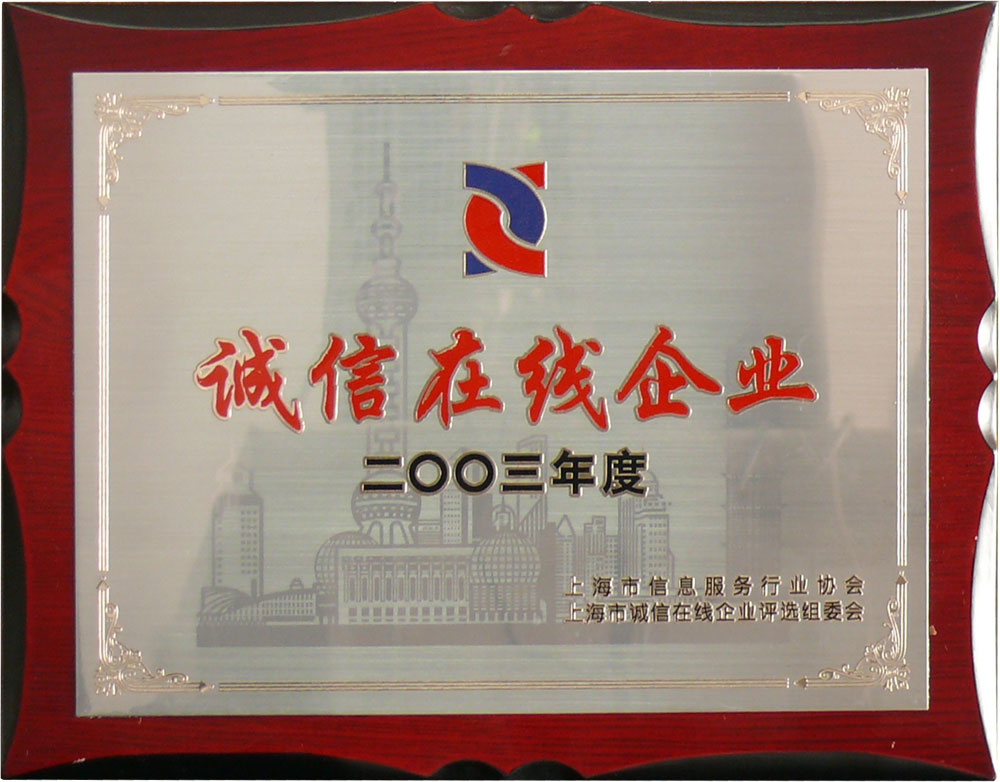 诚信在线企业
二〇〇三年度
上海市信息服务行业协会
上海市诚信在线企业评选组委会